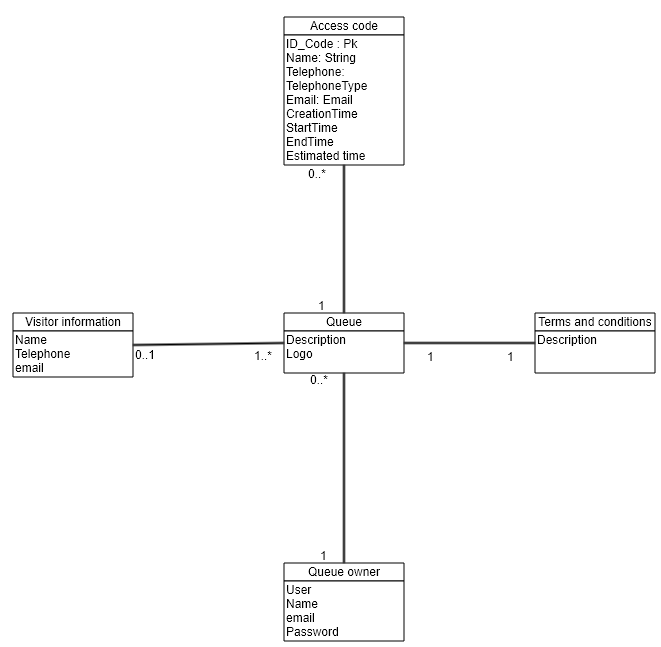 Access code
ID_Code : Pk
Name: String
Telephone:
TelephoneType
Email: Email
CreationTime
StartTime
EndTime
Estimated time
0..*
1
Visitor information
Name
Telephone
email
0..1
1..*
Queue
Description
Logo
0..*
1
1
Terms and conditions
Description
1
Queue owner
User
Name
email
Password